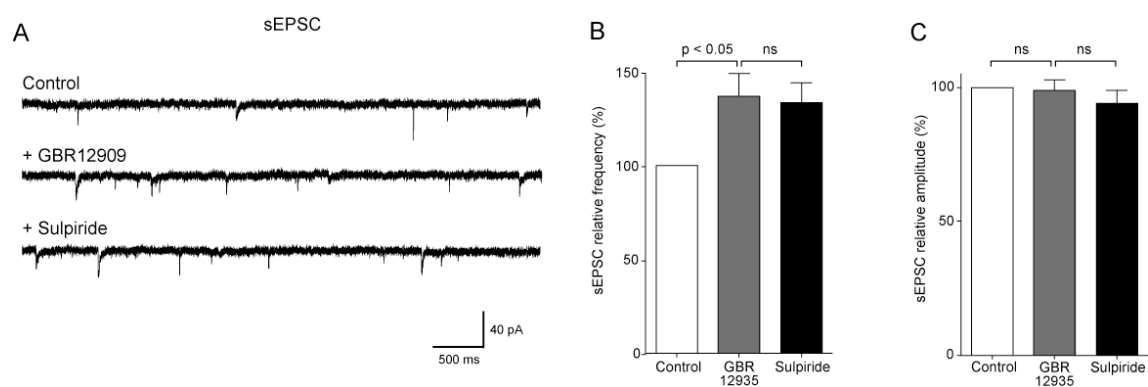 A
sEPSC
Control
+ GBR12909
+ Sulpiride
40 pA
500 ms
B
p < 0.05
ns
150
100
50
0
sEPSC relative frequency (%)
Control
GBR
12935
Sulpiride
C
ns
ns
100
50
0
sEPSC relative amplitude (%)
Control
GBR
12935
Sulpiride